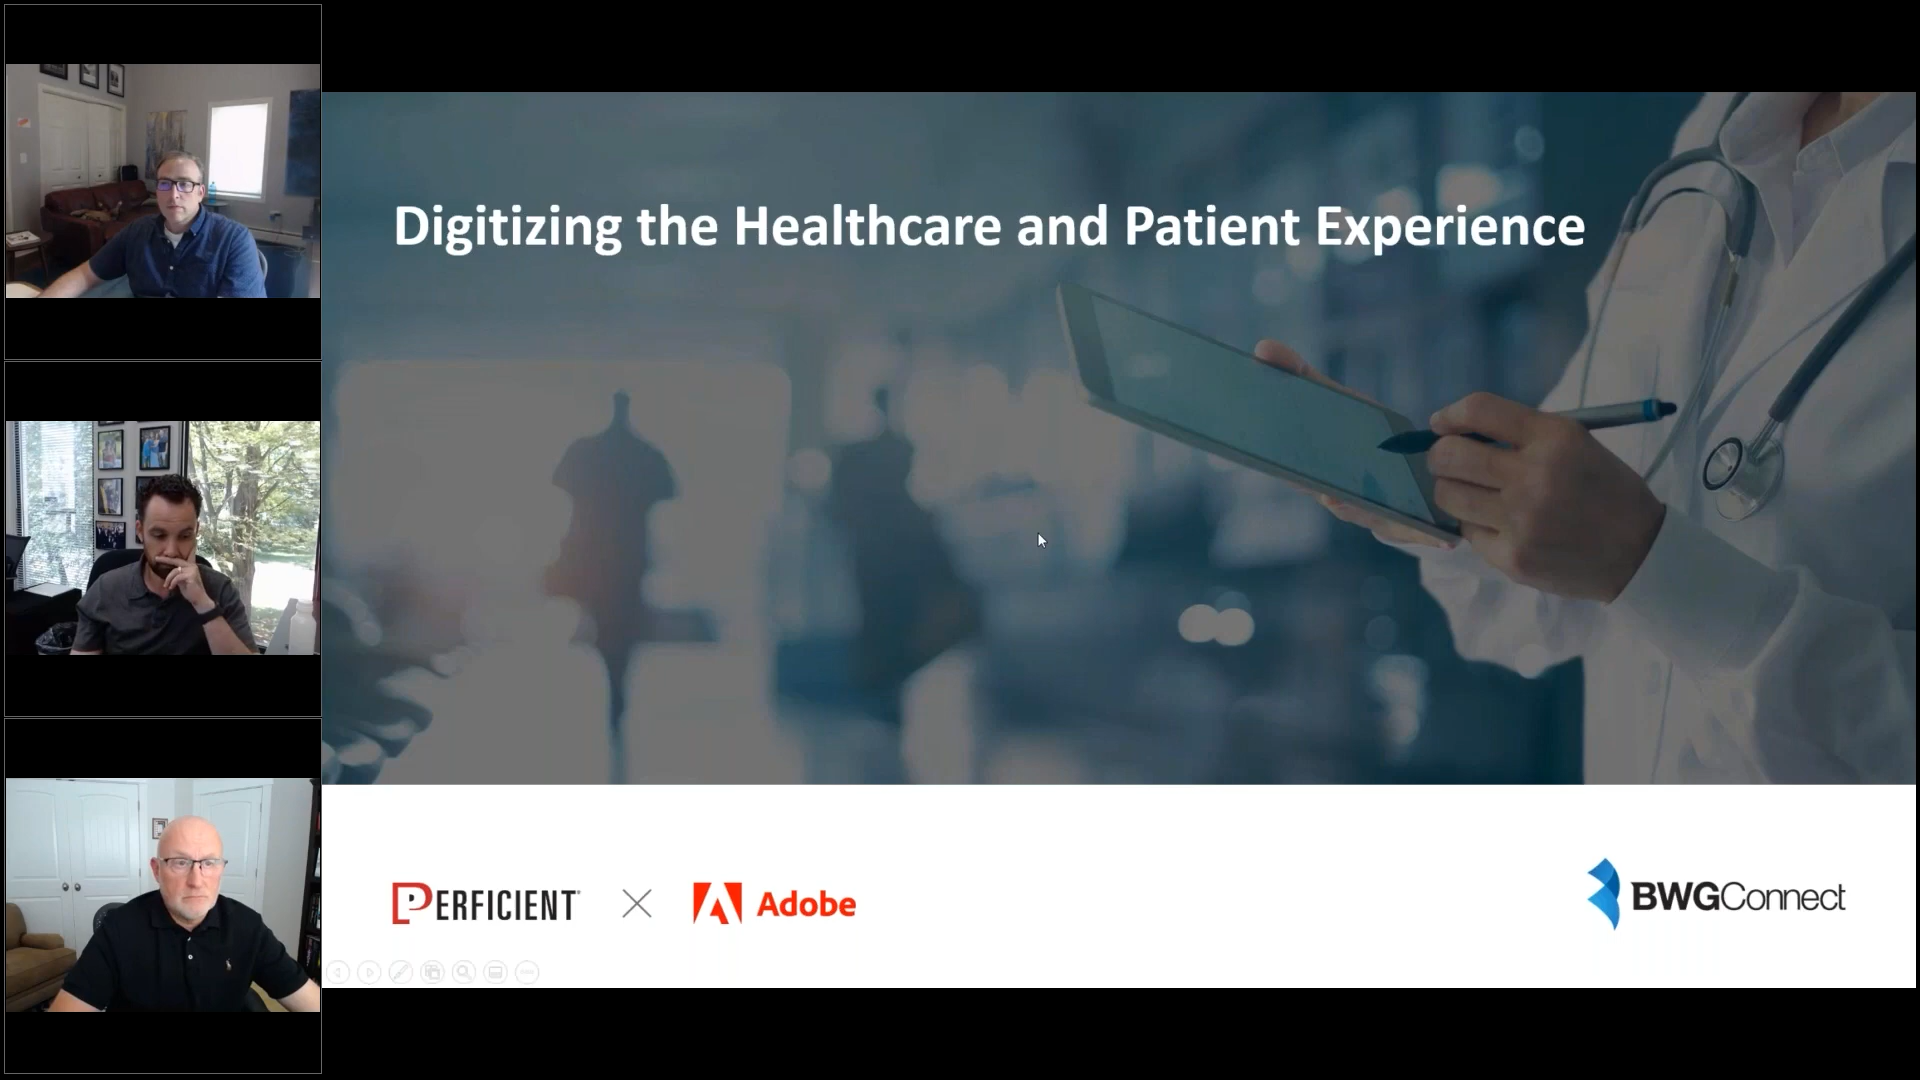 Digitizing the Healthcare and Patient Experience
PERFICIENT
Adobe
BWGConnect